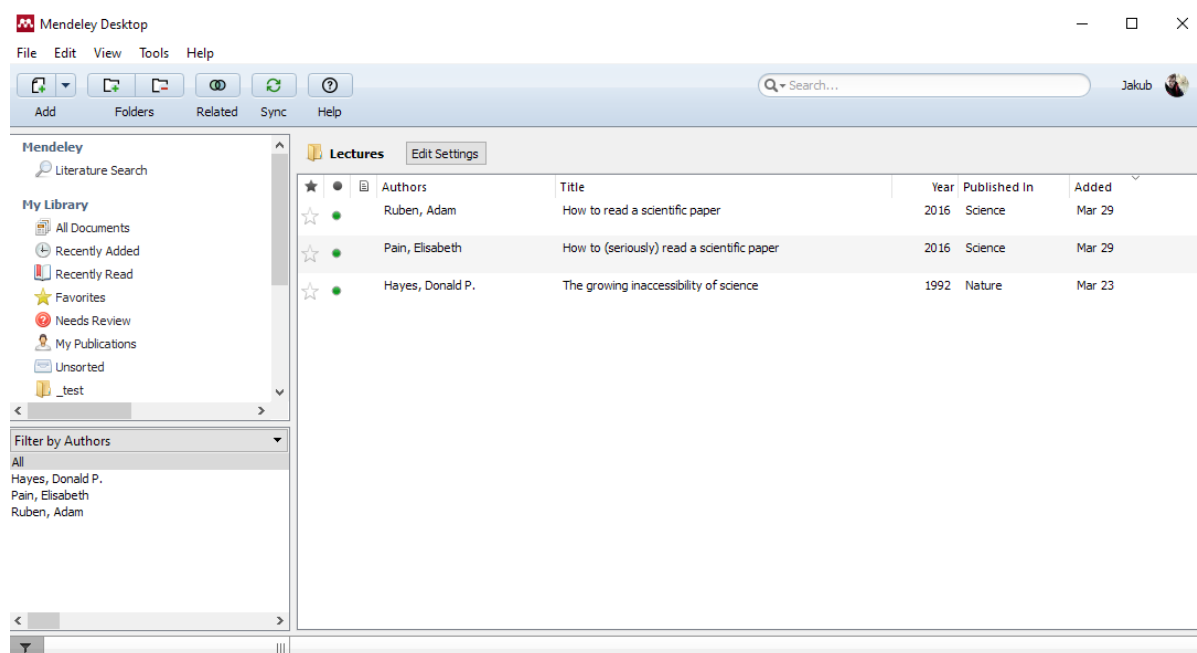 Mendeley Desktop
File Edit View Tools Help
Search...
Jakub
Add Folders Related Sync Help
Mendeley
Literature Search
My Library
All Documents
Recently Added
Recently Read
Favorites
Needs Review
My Publications
Unsorted
_test
Filter by Authors
All
Hayes, Donald P.
Pain, Elisabeth
Ruben, Adam
Lectures Edit Settings
Authors Title Year Published In Added
Ruben, Adam How to read a scientific paper 2016 Science Mar 29
Pain, Elisabeth How to (seriously) read a scientific paper 2016 Science Mar 29
Hayes, Donald P. The growing inaccessibility of science 1992 Nature Mar 23